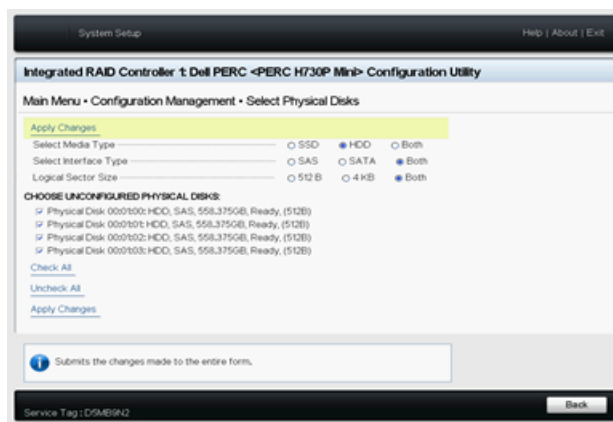 System Setup
Help | About | Exit
Integrated RAID Controller 1: Dell PERC <PERC H730P Mini> Configuration Utility
Main Menu • Configuration Management • Select Physical Disks
Apply Changes
Select Media Type SSD HDD Both
Select Interface Type SAS SATA Both
Logical Sector Size 512 B 4 KB Both
CHOOSE UNCONFIGURED PHYSICAL DISKS:
Physical Disk 00:01:00: HDD, SAS, 558.375GB, Ready, (512B)
Physical Disk 00:01:01: HDD, SAS, 558.375GB, Ready, (512B)
Physical Disk 00:01:02: HDD, SAS, 558.375GB, Ready, (512B)
Physical Disk 00:01:03: HDD, SAS, 558.375GB, Ready, (512B)
Check All
Uncheck All
Apply Changes
Submits the changes made to the entire form.
Service Tag : D5MB9N2
Back